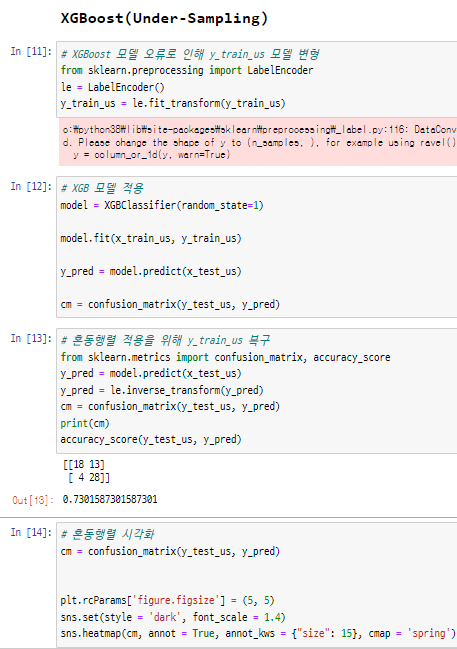 XGBoost(Under-Sampling)
In [11]:
# XGBoost 모델 오류로 인해 y_train_us 모델 변형
from sklearn.preprocessing import LabelEncoder
le = LabelEncoder()
y_train_us = le.fit_transform(y_train_us)
c:\python38\lib\site-packages\sklearn\preprocessing\_label.py:116: DataConv
d. Please change the shape of y to (n_samples, ), for example using ravel()
y = column_or_1d(y, warn=True)
In [12]:
# XGB 모델 적용
model = XGBClassifier(random_state=1)
model.fit(x_train_us, y_train_us)
y_pred = model.predict(x_test_us)
cm = confusion_matrix(y_test_us, y_pred)
In [13]:
# 혼동행렬 적용을 위해 y_train_us 복구
from sklearn.metrics import confusion_matrix, accuracy_score
y_pred = model.predict(x_test_us)
y_pred = le.inverse_transform(y_pred)
cm = confusion_matrix(y_test_us, y_pred)
print(cm)
accuracy_score(y_test_us, y_pred)
[[18 13]
[ 4 28]]
Out[13]: 0.7301587301587301
In [14]:
# 혼동행렬 시각화
cm = confusion_matrix(y_test_us, y_pred)
plt.rcParams['figure.figsize'] = (5, 5)
sns.set(style = 'dark', font_scale = 1.4)
sns.heatmap(cm, annot = True, annot_kws = {"size": 15}, cmap = 'spring')